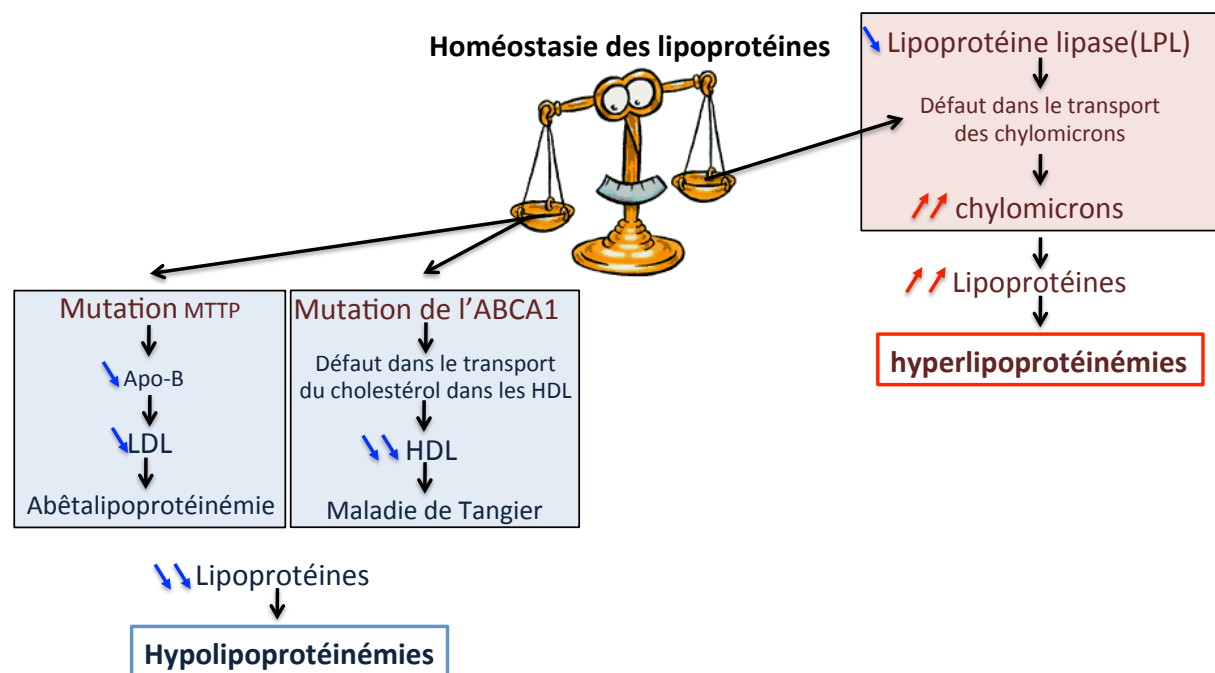 Homéostasie des lipoprotéines
Lipoprotéine lipase(LPL)
Défaut dans le transport
des chylomicrons
chylomicrons
Lipoprotéines
hyperlipoprotéinémies
Mutation MTTP
Apo-B
LDL
Abêtalipoprotéinémie
Mutation de l'ABCA1
Défaut dans le transport
du cholestérol dans les HDL
HDL
Maladie de Tangier
Lipoprotéines
Hypolipoprotéinémies